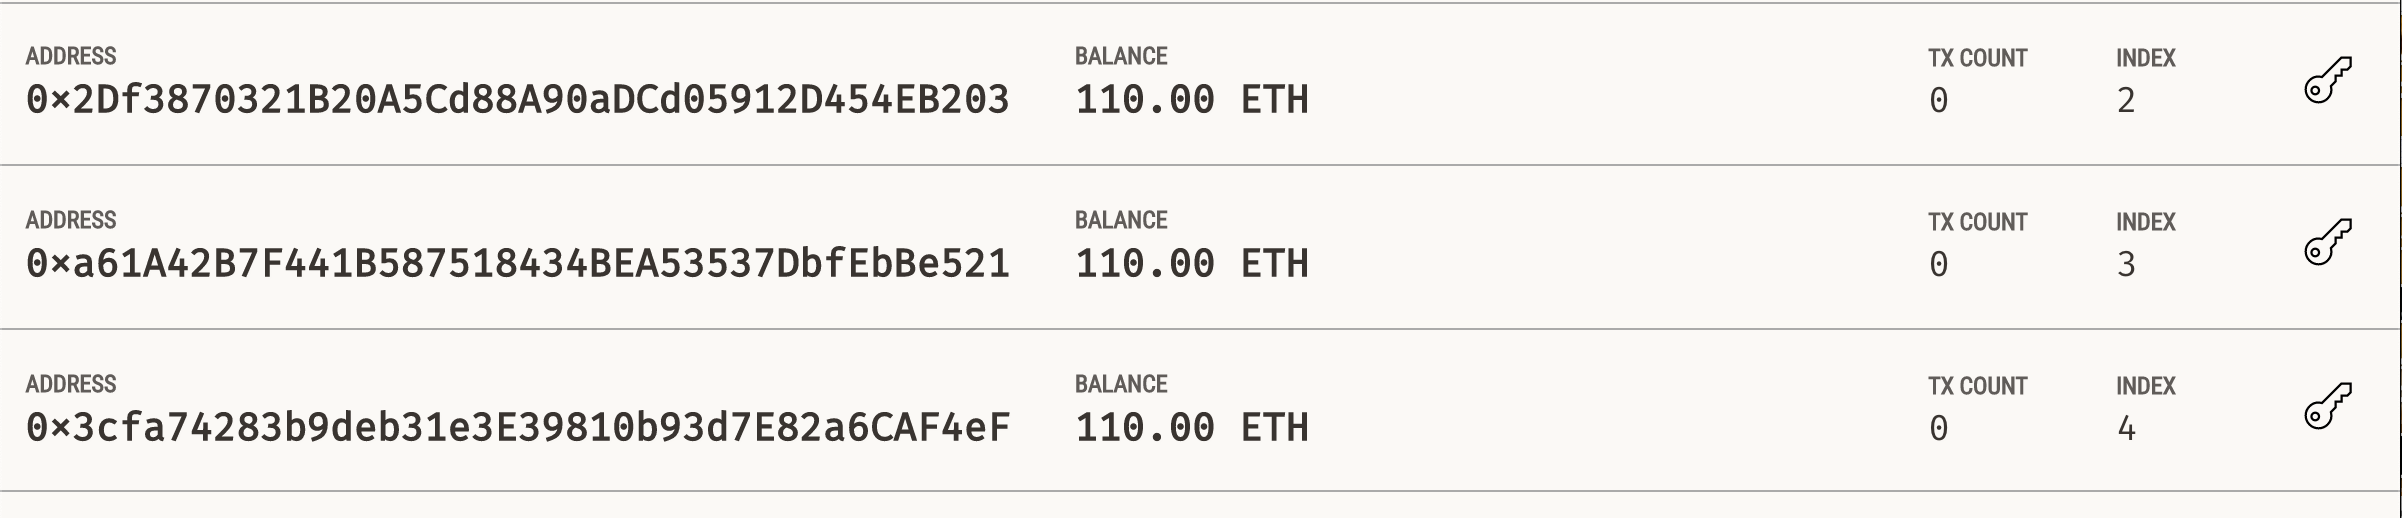 ADDRESS BALANCE TX COUNT INDEX
0x2Df3870321B20A5Cd88A90aDCd05912D454EB203 110.00 ETH 0 2
ADDRESS BALANCE TX COUNT INDEX
0xa61A42B7F441B587518434BEA53537DbfEbBe521 110.00 ETH 0 3
ADDRESS BALANCE TX COUNT INDEX
0x3cfa74283b9deb31e3E39810b93d7E82a6CAF4eF 110.00 ETH 0 4